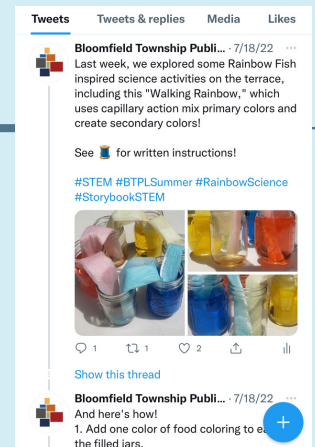 Tweets Tweets & replies Media Likes
Bloomfield Township Publi... · 7/18/22 ...
Last week, we explored some Rainbow Fish
inspired science activities on the terrace,
including this "Walking Rainbow," which
uses capillary action mix primary colors and
create secondary colors!
See 🧵 for written instructions!
#STEM #BTPLSummer #RainbowScience
#StorybookSTEM
1 1 2
Show this thread
Bloomfield Township Publi... · 7/18/22 ...
And here's how!
1. Add one color of food coloring to
the filled jars.